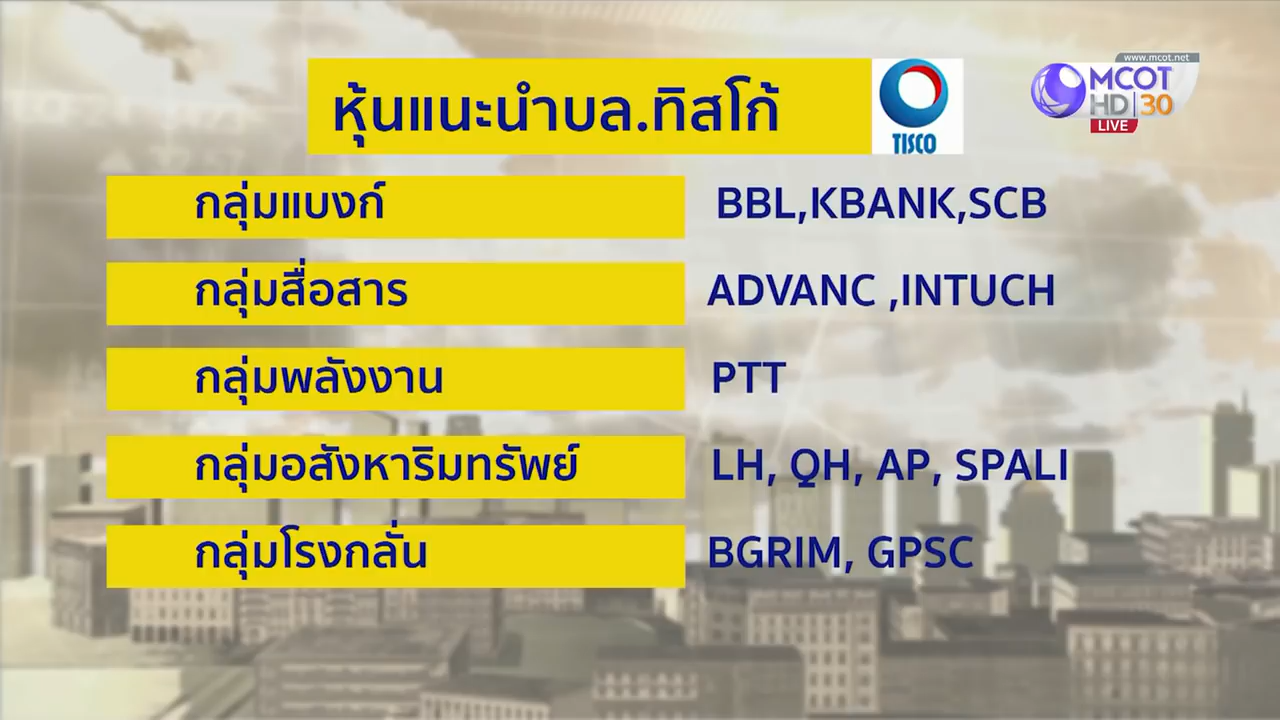 www.mcot.net
MCOT
HD 30
LIVE
หุ้นแนะนำบล.ทิสโก้
TISCO
กลุ่มแบงก์ BBL,KBANK,SCB
กลุ่มสื่อสาร ADVANC ,INTUCH
กลุ่มพลังงาน PTT
กลุ่มอสังหาริมทรัพย์ LH, QH, AP, SPALI
กลุ่มโรงกลั่น BGRIM, GPSC